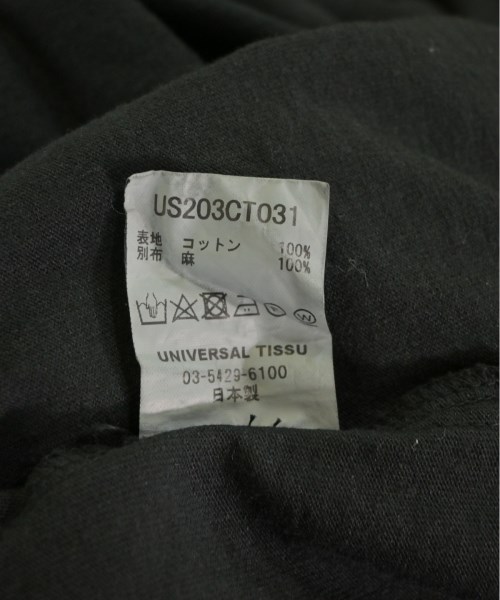 US203CT031
表地 コットン 100%
別布 麻 100%
W
UNIVERSAL TISSU
03-5429-6100
日本製